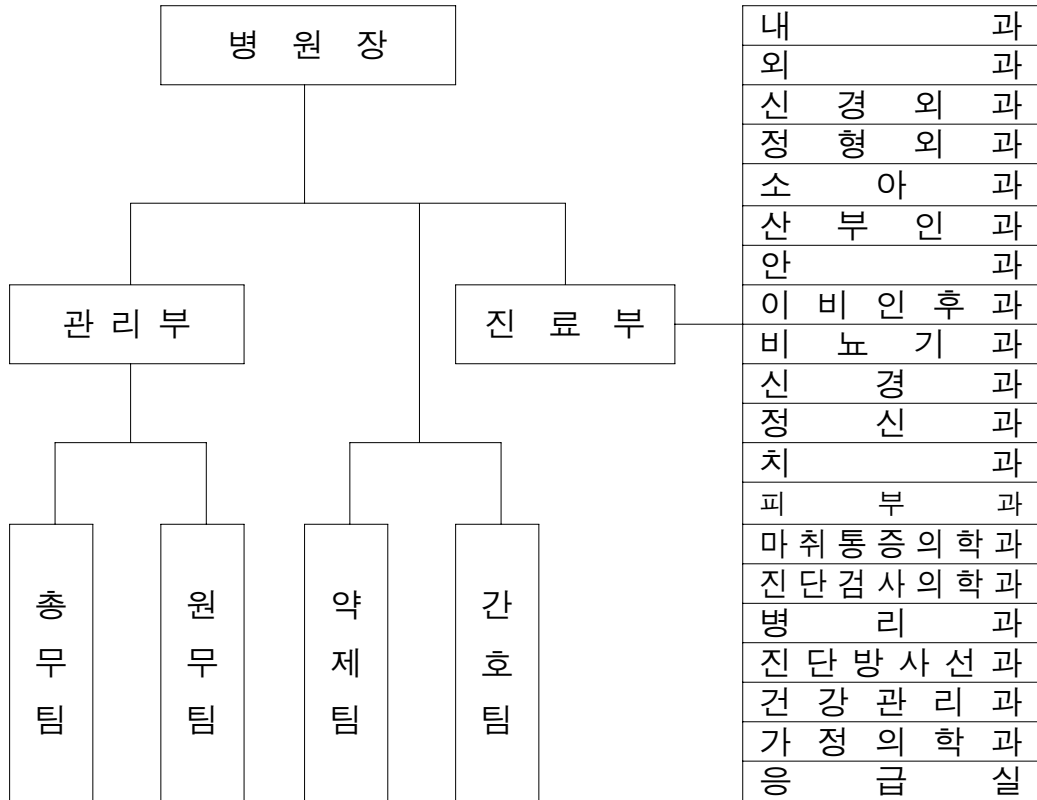 병 원 장
관 리 부
진 료 부
총무팀
원무팀
약제팀
간호팀
내 과
외 과
신 경 외 과
정 형 외 과
소 아 과
산 부 인 과
안 과
이 비 인 후 과
비 뇨 기 과
신 경 과
정 신 과
치 과
피 부 과
마 취 통 증 의 학 과
진 단 검 사 의 학 과
병 리 과
진 단 방 사 선 과
건 강 관 리 과
가 정 의 학 과
응 급 실